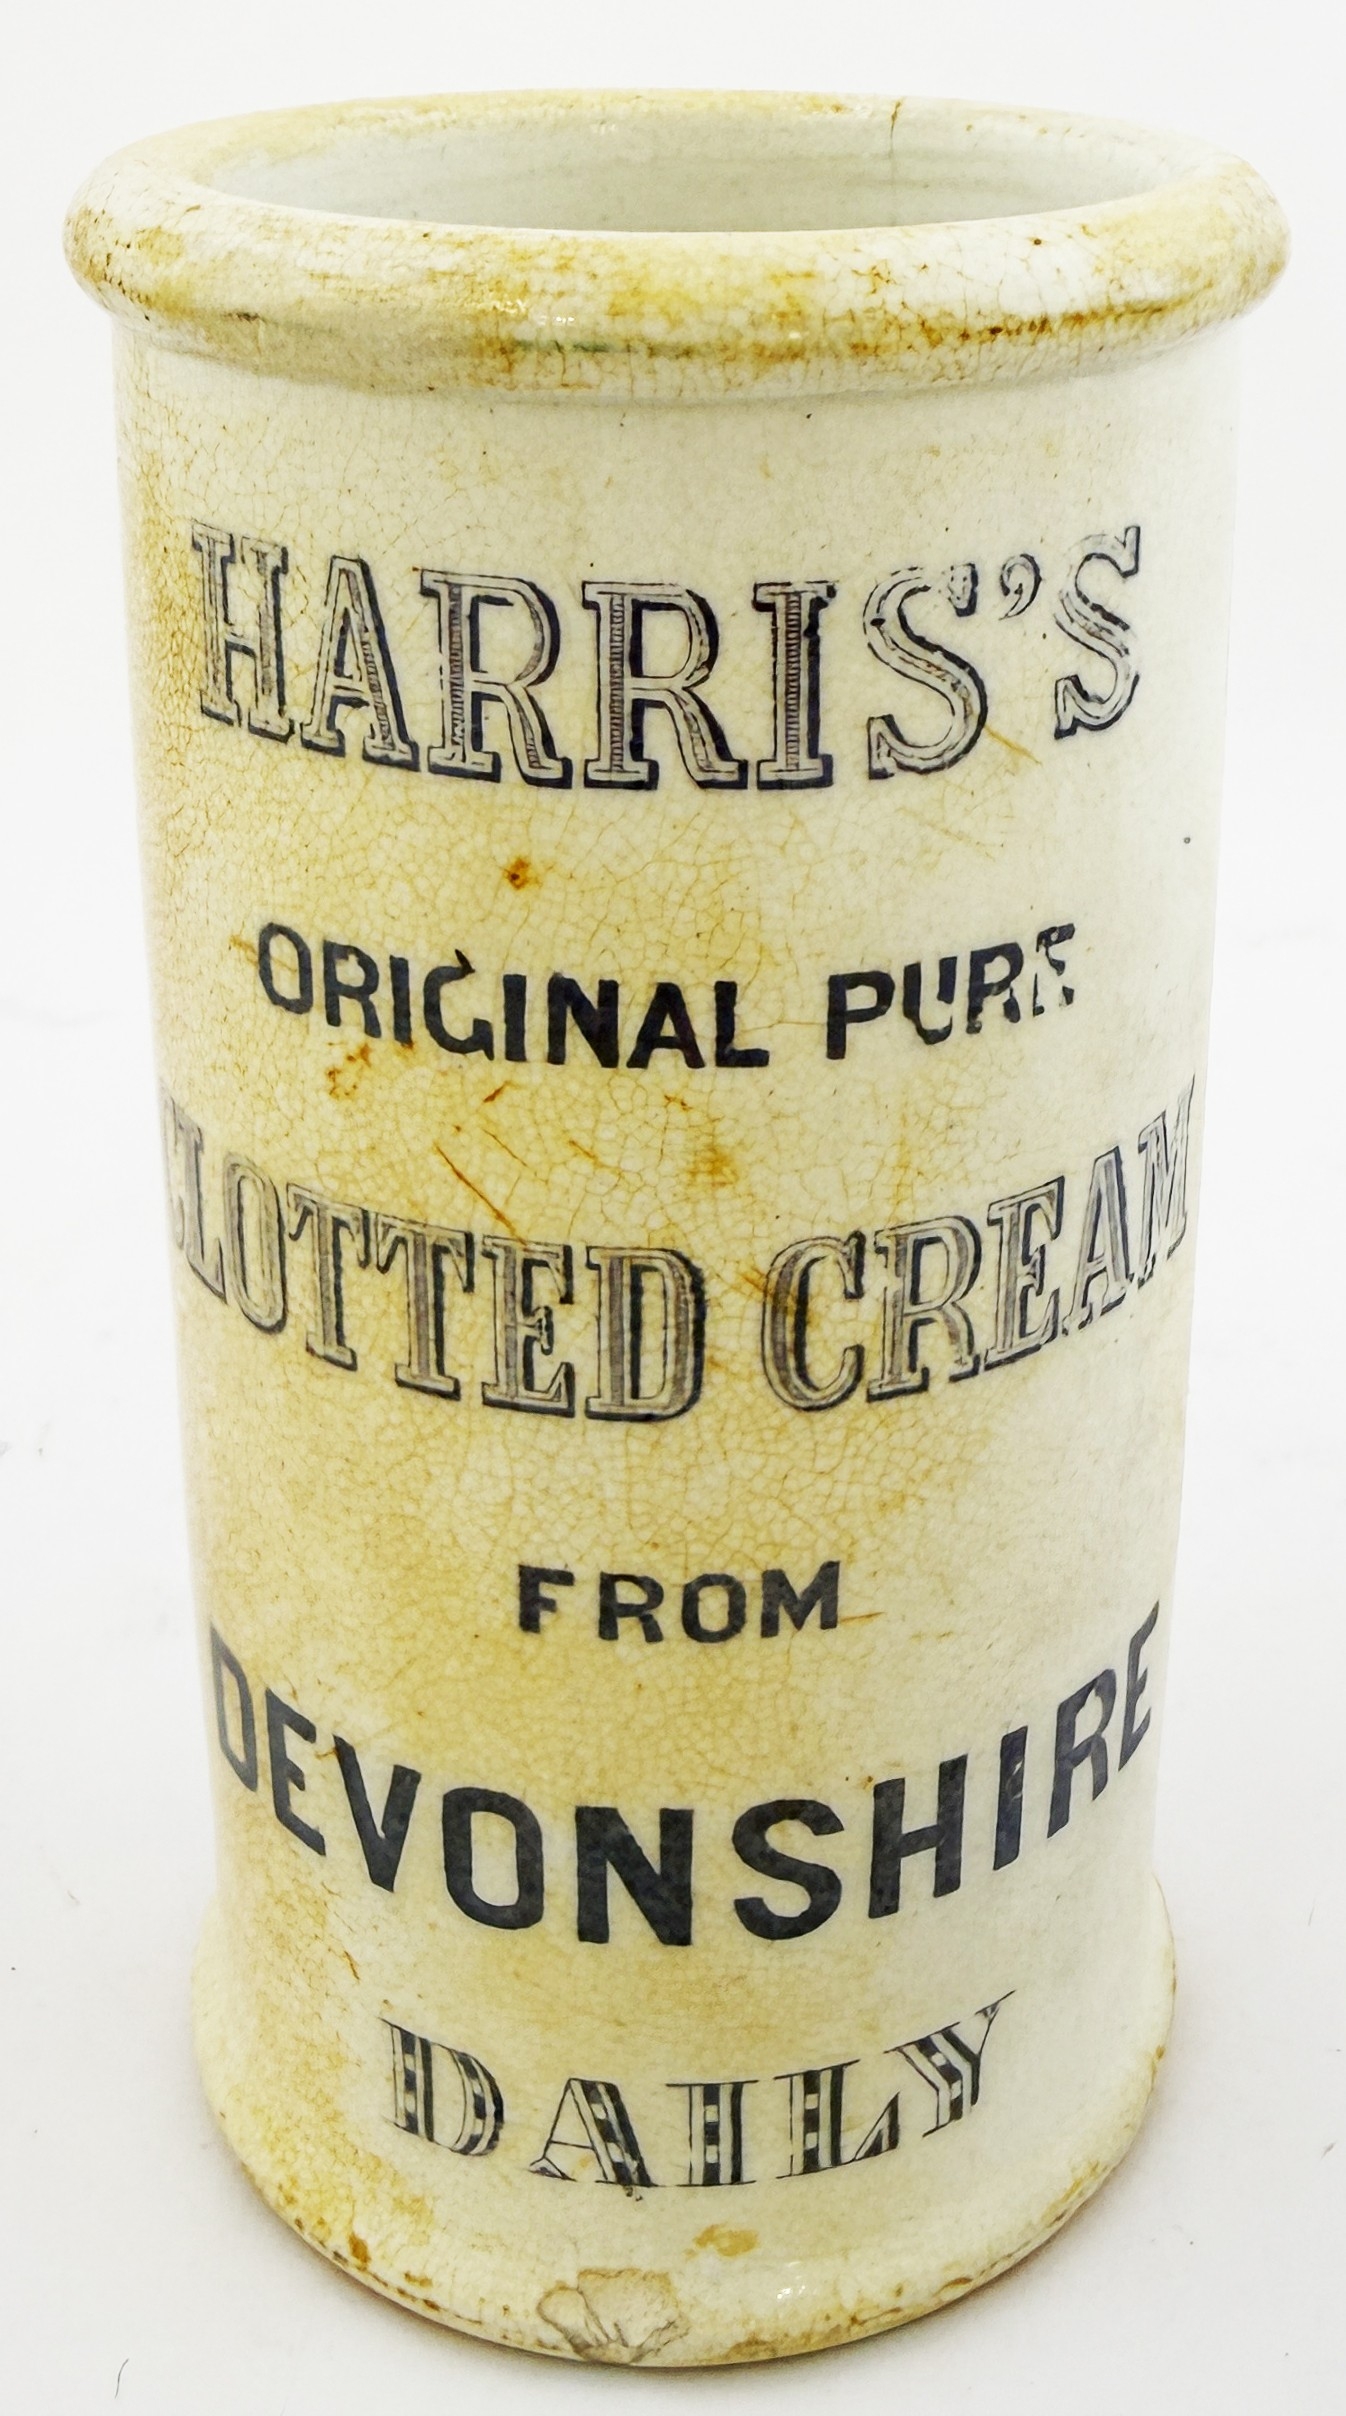 HARRIS'S
ORIGINAL PURE
CLOTTED CREAM
FROM
DEVONSHIRE
DAILY